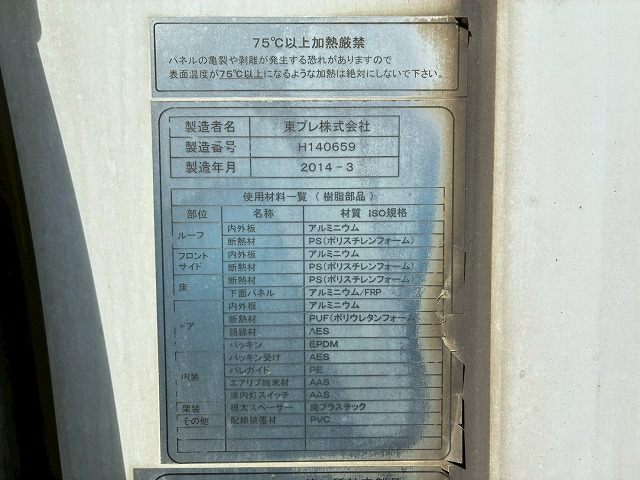 75℃以上加熱厳禁
パネルの亀裂や剥離が発生する恐れがありますので
表面温度が75℃以上になるような加熱は絶対にしないで下さい。
製造者名 東プレ株式会社
製造番号 H140659
製造年月 2014-3
使用材料一覧(樹脂部品)
部位 名称 材質 ISO規格
ルーフ 内外板 アルミニウム
断熱材 PS(ポリスチレンフォーム)
フロント サイド 内外板 アルミニウム
断熱材 PS(ポリスチレンフォーム)
床 断熱材 PS(ポリスチレンフォーム)
下面パネル アルミニウム/FRP
ドア 内外板 アルミニウム
断熱材 PUF(ポリウレタンフォーム
額縁材 AES
パッキン EPDM
内装 パッキン受け AES
バレガイド PE
エアリブ端末材 AAS
庫内灯スイッチ AAS
架装 根太スペーサー 廃プラスチック
その他 配線被覆材 PVC